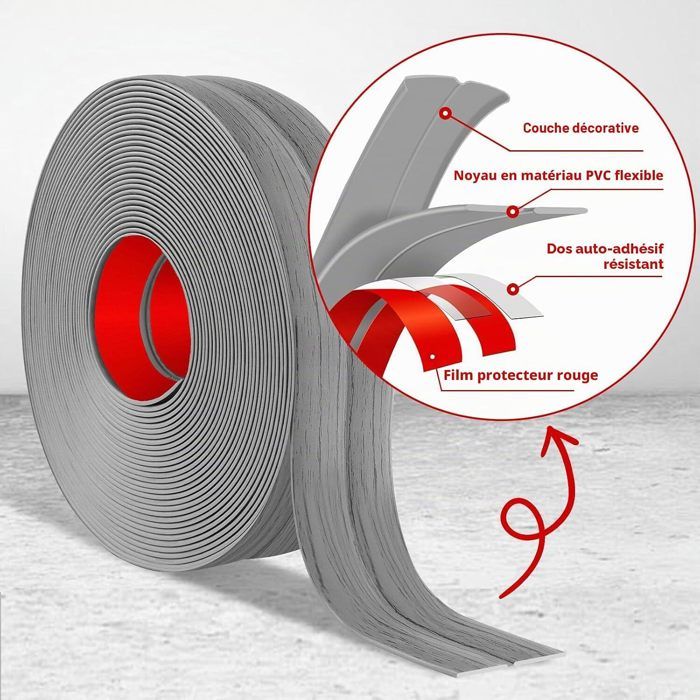 Couche décorative
Noyau en matériau PVC flexible
Dos auto-adhésif
résistant
Film protecteur rouge